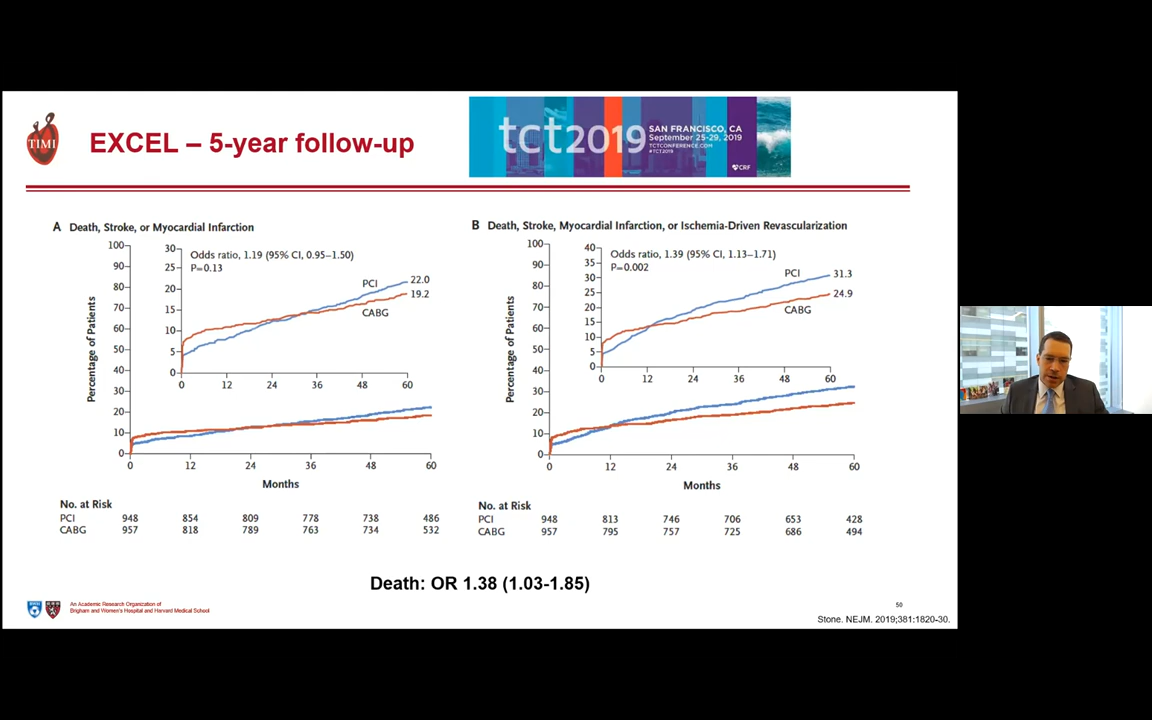 TIMI
EXCEL – 5-year follow-up
tct2019
SAN FRANCISCO, CA
September 25-29, 2019
TCTCONFERENCE.COM
#TCT2019
CRF
A Death, Stroke, or Myocardial Infarction
Percentage of Patients
100
90
80
70
60
50
40
30
20
10
0
30
25
20
15
10
5
0
Odds ratio, 1.19 (95% CI, 0.95–1.50)
P=0.13
PCI
22.0
19.2
CABG
0 12 24 36 48 60
0 12 24 36 48 60
Months
No. at Risk
PCI 948 854 809 778 738 486
CABG 957 818 789 763 734 532
B Death, Stroke, Myocardial Infarction, or Ischemia-Driven Revascularization
Percentage of Patients
100
90
80
70
60
50
40
30
20
10
0
40
35
30
25
20
15
10
5
0
Odds ratio, 1.39 (95% CI, 1.13–1.71)
P=0.002
PCI
31.3
24.9
CABG
0 12 24 36 48 60
0 12 24 36 48 60
Months
No. at Risk
PCI 948 813 746 706 653 428
CABG 957 795 757 725 686 494
Death: OR 1.38 (1.03-1.85)
An Academic Research Organization of
Brigham and Women's Hospital and Harvard Medical School
50
Stone. NEJM. 2019;381:1820-30.